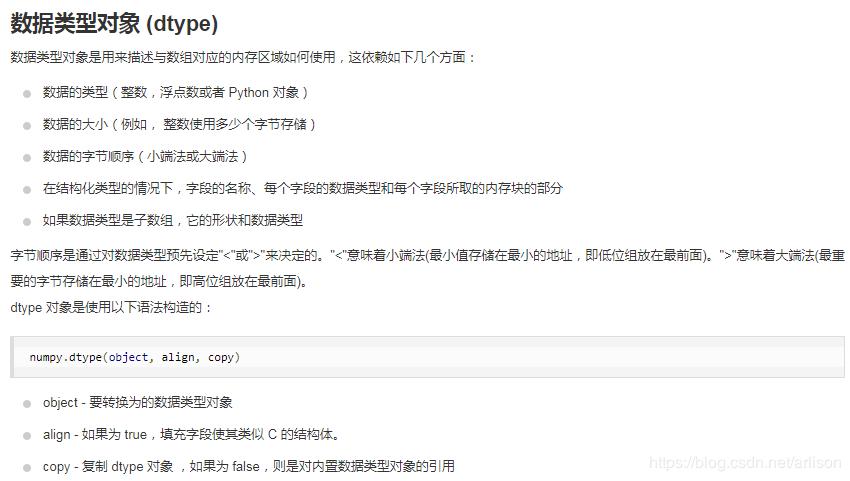 数据类型对象 (dtype)
数据类型对象是用来描述与数组对应的内存区域如何使用，这依赖如下几个方面：
数据的类型（整数，浮点数或者 Python 对象）
数据的大小（例如， 整数使用多少个字节存储）
数据的字节顺序（小端法或大端法）
在结构化类型的情况下，字段的名称、每个字段的数据类型和每个字段所取的内存块的部分
如果数据类型是子数组，它的形状和数据类型
字节顺序是通过对数据类型预先设定"<"或">"来决定的。"<"意味着小端法(最小值存储在最小的地址，即低位组放在最前面)。">"意味着大端法(最重
要的字节存储在最小的地址，即高位组放在最前面)。
dtype 对象是使用以下语法构造的：
numpy.dtype(object, align, copy)
object - 要转换为的数据类型对象
align - 如果为 true，填充字段使其类似 C 的结构体。
copy - 复制 dtype 对象 ，如果为 false，则是对内置数据类型对象的引用
https://blog.csdn.net/arlison